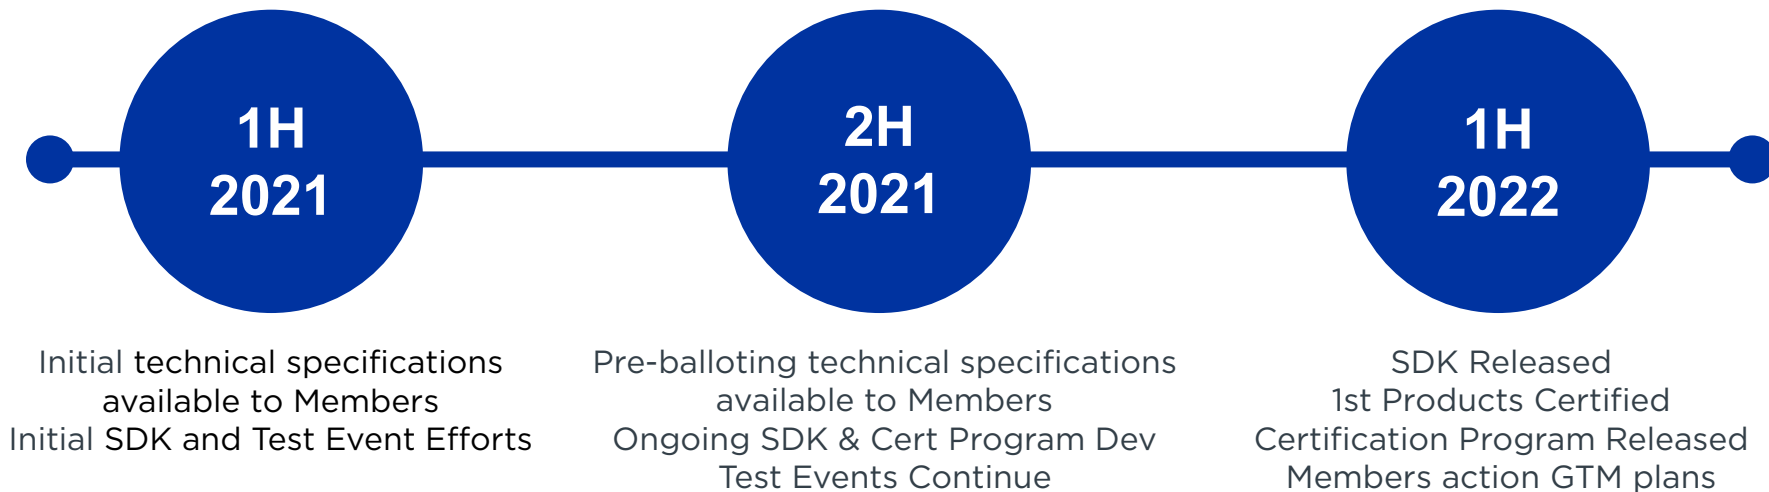 1H
2021
Initial technical specifications
available to Members
Initial SDK and Test Event Efforts
2H
2021
Pre-balloting technical specifications
available to Members
Ongoing SDK & Cert Program Dev
Test Events Continue
1H
2022
SDK Released
1st Products Certified
Certification Program Released
Members action GTM plans